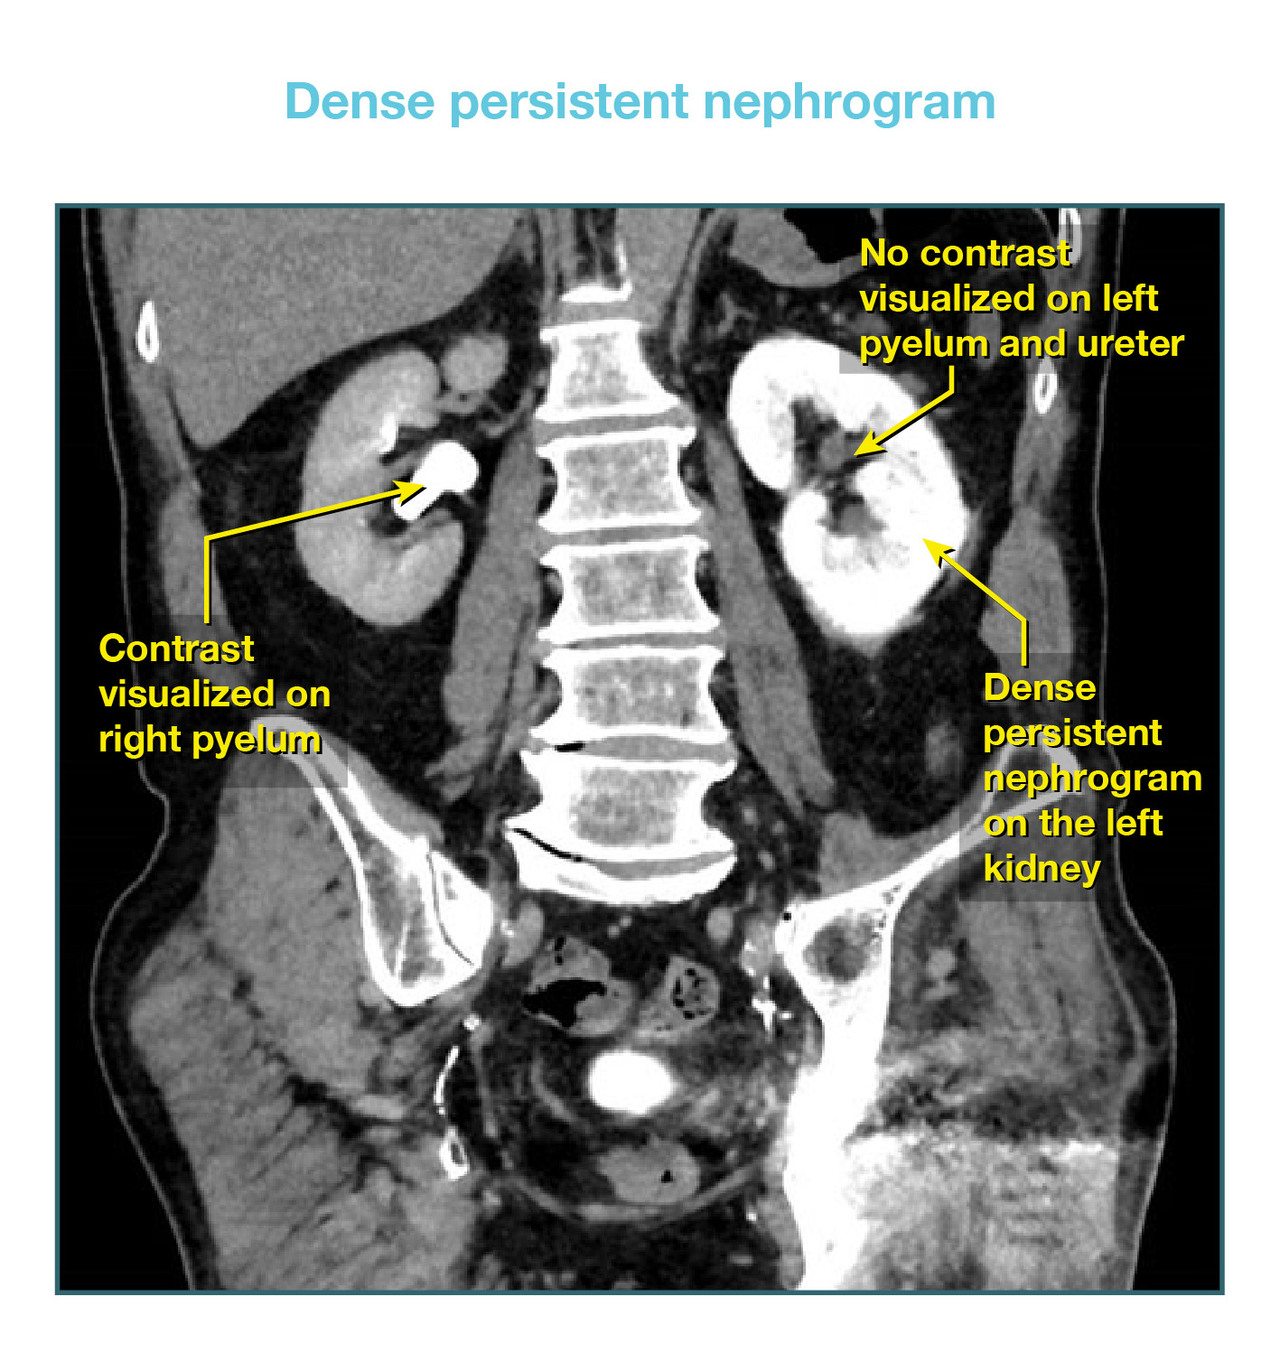 Dense persistent nephrogram
No contrast
visualized on left
pyelum and ureter
Contrast
visualized on
right pyelum
Dense
persistent
nephrogram
on the left
kidney